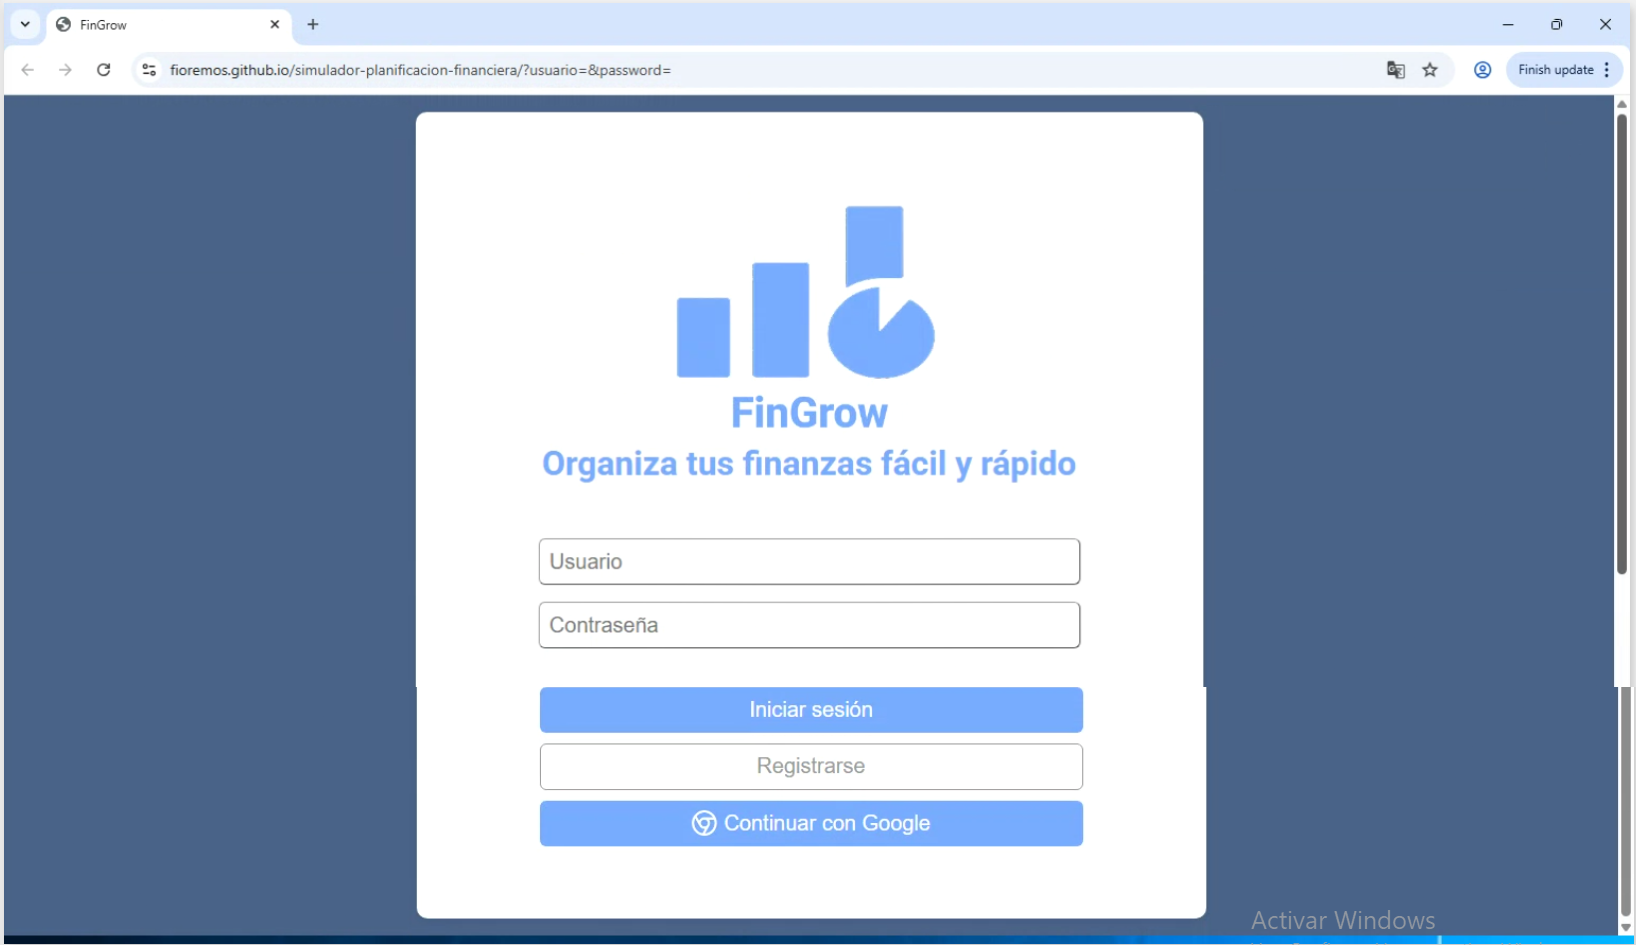 FinGrow
fioremos.github.io/simulador-planificacion-financiera/?usuario=&password=
Finish update
FinGrow
Organiza tus finanzas fácil y rápido
Usuario
Contraseña
Iniciar sesión
Registrarse
Continuar con Google
Activar Windows